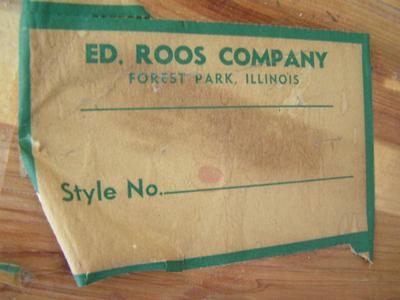 ED. ROOS COMPANY
FOREST PARK, ILLINOIS
Style No.